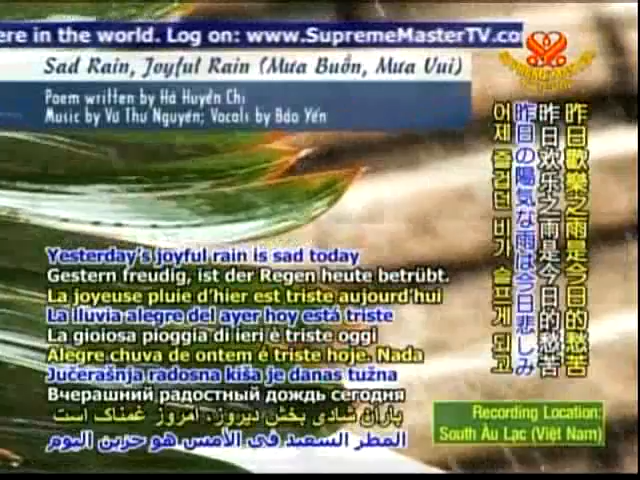 ere in the world. Log on: www.SupremeMasterTV.co
Sad Rain, Joyful Rain (Mưa Buồn, Mưa Vui)
Poem written by Hà Huyền Chi
Music by Vũ Thư Nguyên; Vocals by Bảo Yến
昨日歡樂之雨是今日的愁苦
昨日欢乐之雨是今日的愁苦
昨日の陽気な雨は今日悲しみ
어제 즐겁던 비가 슬프게 되고
Yesterday's joyful rain is sad today
Gestern freudig, ist der Regen heute betrübt.
La joyeuse pluie d'hier est triste aujourd'hui
La lluvia alegre del ayer hoy está triste
La gioiosa pioggia di ieri è triste oggi
Alegre chuva de ontem é triste hoje. Nada
Jučerašnja radosna kiša je danas tužna
Вчерашний радостный дождь сегодня
باران شادی بخش دیروز، امروز غمناک است
المطر السعيد في الأمس هو حزين اليوم
Recording Location:
South Âu Lạc (Việt Nam)